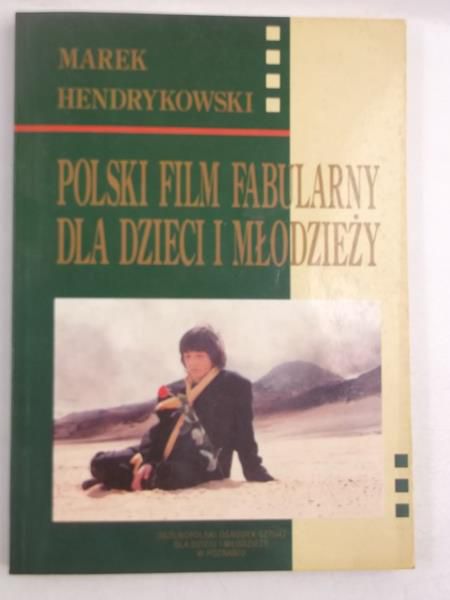 MAREK
HENDRYKOWSKI
POLSKI FILM FABULARNY
DLA DZIECI I MŁODZIEŻY
OGÓLNOPOLSKI OŚRODEK SZTUKI
DLA DZIECI I MŁODZIEŻY
W POZNANIU